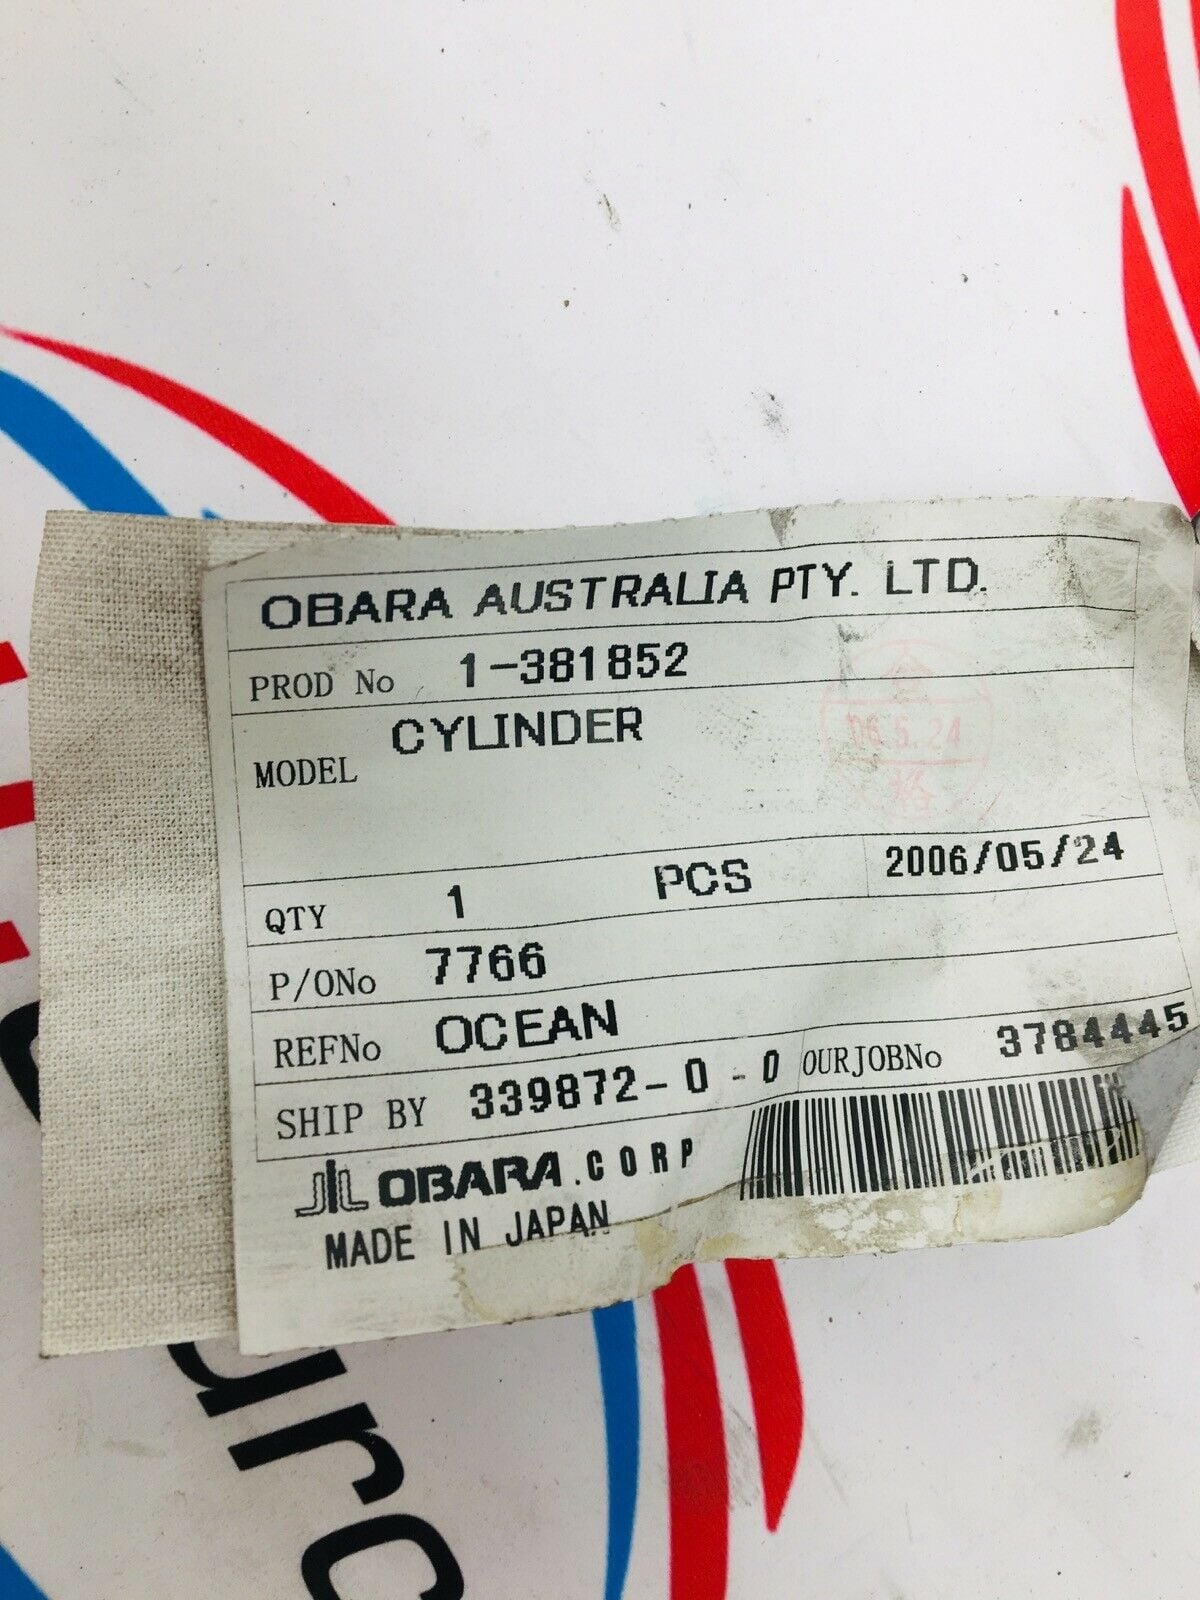 OBARA AUSTRALIA PTY. LTD.
PROD No 1-381852
MODEL CYLINDER
06.5.24
QTY 1 PCS 2006/05/24
P/ONo 7766
REFNo OCEAN
SHIP BY 339872-0-0 OURJOBNo 3784445
OBARA.CORP
MADE IN JAPAN